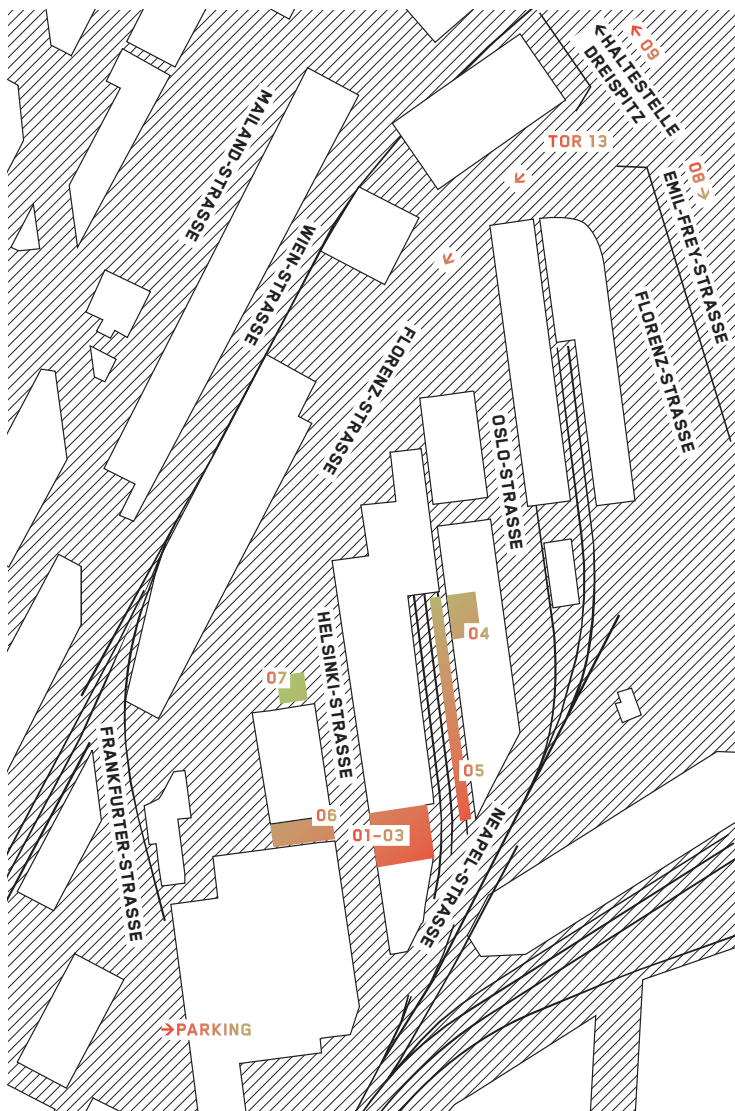 09
HALTESTELLE
DREISPITZ
TOR 13
MAILAND-STRASSE
08
EMIL-FREY-STRASSE
WIEN-STRASSE
FLORENZ-STRASSE
FLORENZ-
STRASSE
OSLO-STRASSE
04
HELSINKI-STRASSE
07
FRANKFURTER-STRASSE
05
06
01–03
NEAPEL-STRASSE
→PARKING